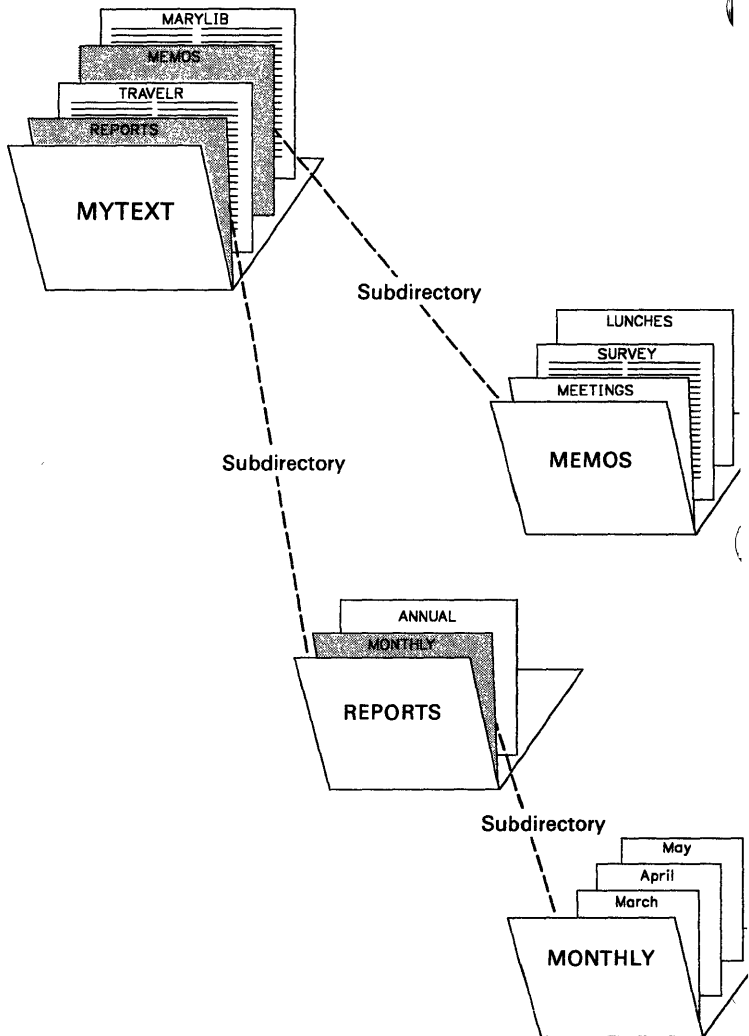 MARYLIB
MEMOS
TRAVELR
REPORTS
MYTEXT
Subdirectory
LUNCHES
SURVEY
MEETINGS
MEMOS
Subdirectory
ANNUAL
MONTHLY
REPORTS
Subdirectory
May
April
March
MONTHLY